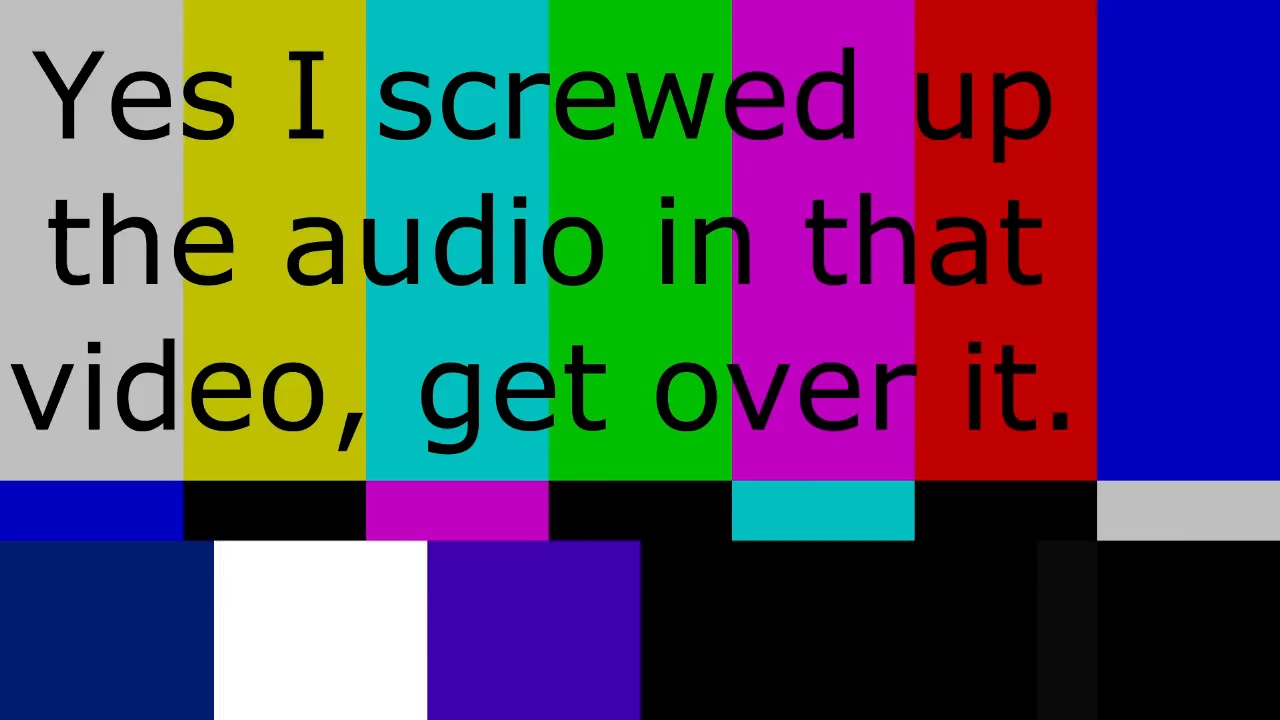 Yes I screwed up
the audio in that
video, get over it.